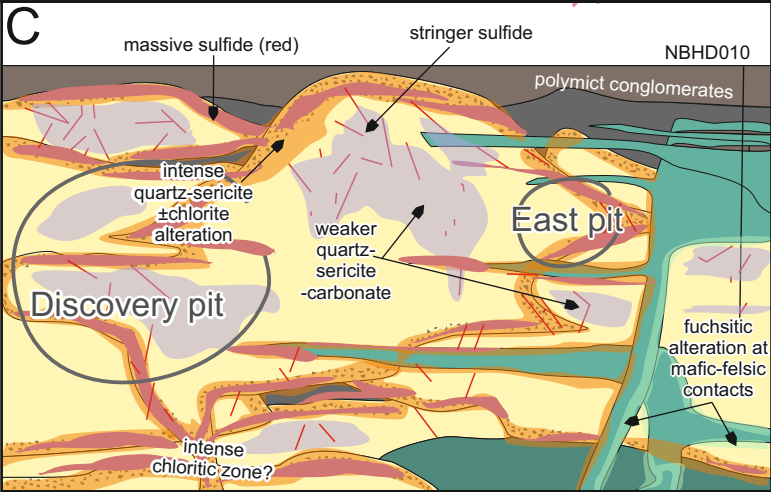 C
massive sulfide (red)
stringer sulfide
NBHD010
polymict conglomerates
intense
quartz-sericite
±chlorite
alteration
weaker
quartz-
sericite
-carbonate
East pit
Discovery pit
fuchsitic
alteration at
mafic-felsic
contacts
intense
chloritic zone?